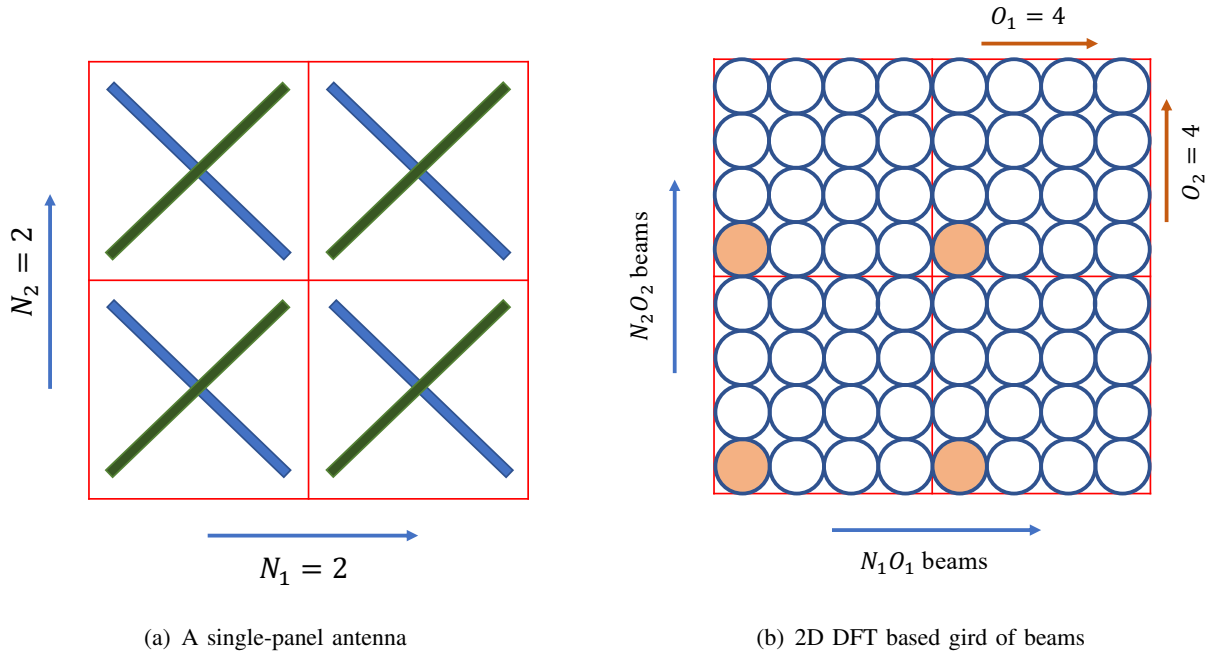 N₂ = 2
N₁ = 2
(a) A single-panel antenna
O₁ = 4
O₂ = 4
N₂O₂ beams
N₁O₁ beams
(b) 2D DFT based gird of beams